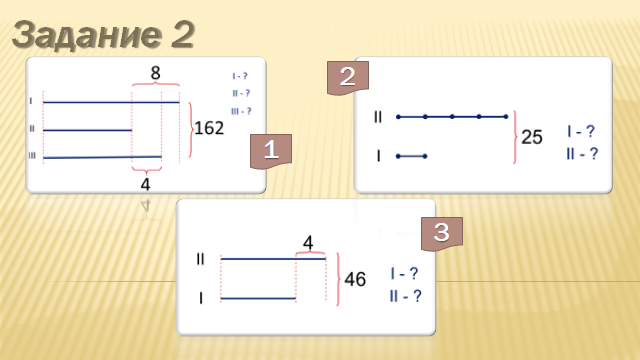 Задание 2
8
I
II
III
162
4
I - ?
II - ?
III - ?
1
2
II
I
25
I - ?
II - ?
3
4
II
I
46
I - ?
II - ?